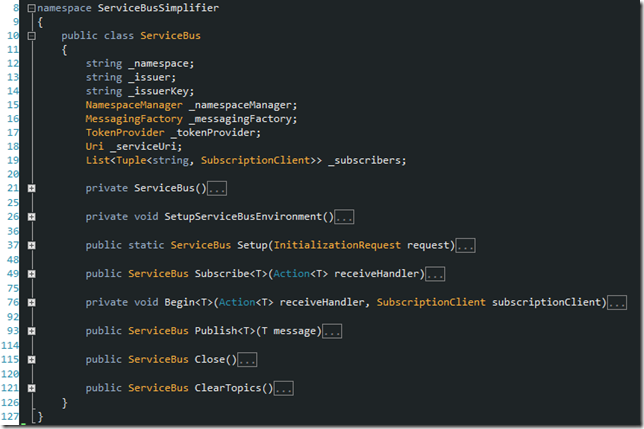 8 namespace ServiceBusSimplifier
9 {
10 public class ServiceBus
11 {
12 string _namespace;
13 string _issuer;
14 string _issuerKey;
15 NamespaceManager _namespaceManager;
16 MessagingFactory _messagingFactory;
17 TokenProvider _tokenProvider;
18 Uri _serviceUri;
19 List<Tuple<string, SubscriptionClient>> _subscribers;
20
21 private ServiceBus()...
25
26 private void SetupServiceBusEnvironment()...
36
37 public static ServiceBus Setup(InitializationRequest request)...
48
49 public ServiceBus Subscribe<T>(Action<T> receiveHandler)...
75
76 private void Begin<T>(Action<T> receiveHandler, SubscriptionClient subscriptionClient)...
92
93 public ServiceBus Publish<T>(T message)...
114
115 public ServiceBus Close()...
120
121 public ServiceBus ClearTopics()...
126 }
127 }